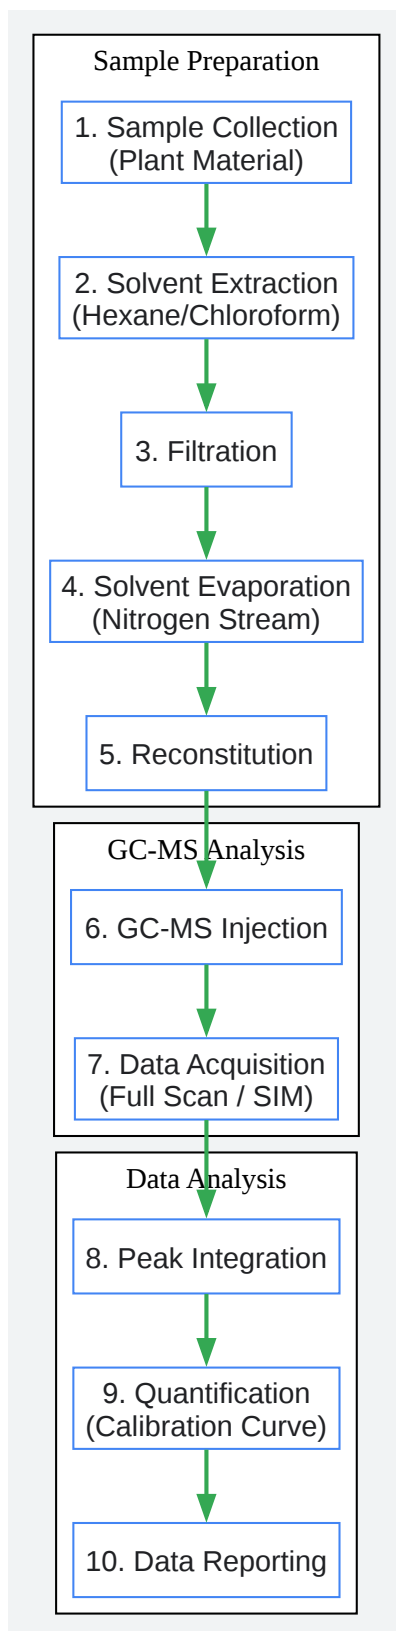 Sample Preparation
1. Sample Collection
(Plant Material)
2. Solvent Extraction
(Hexane/Chloroform)
3. Filtration
4. Solvent Evaporation
(Nitrogen Stream)
5. Reconstitution
GC-MS Analysis
6. GC-MS Injection
7. Data Acquisition
(Full Scan / SIM)
Data Analysis
8. Peak Integration
9. Quantification
(Calibration Curve)
10. Data Reporting